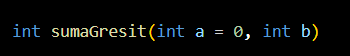 int sumaGresit(int a = 0, int b)